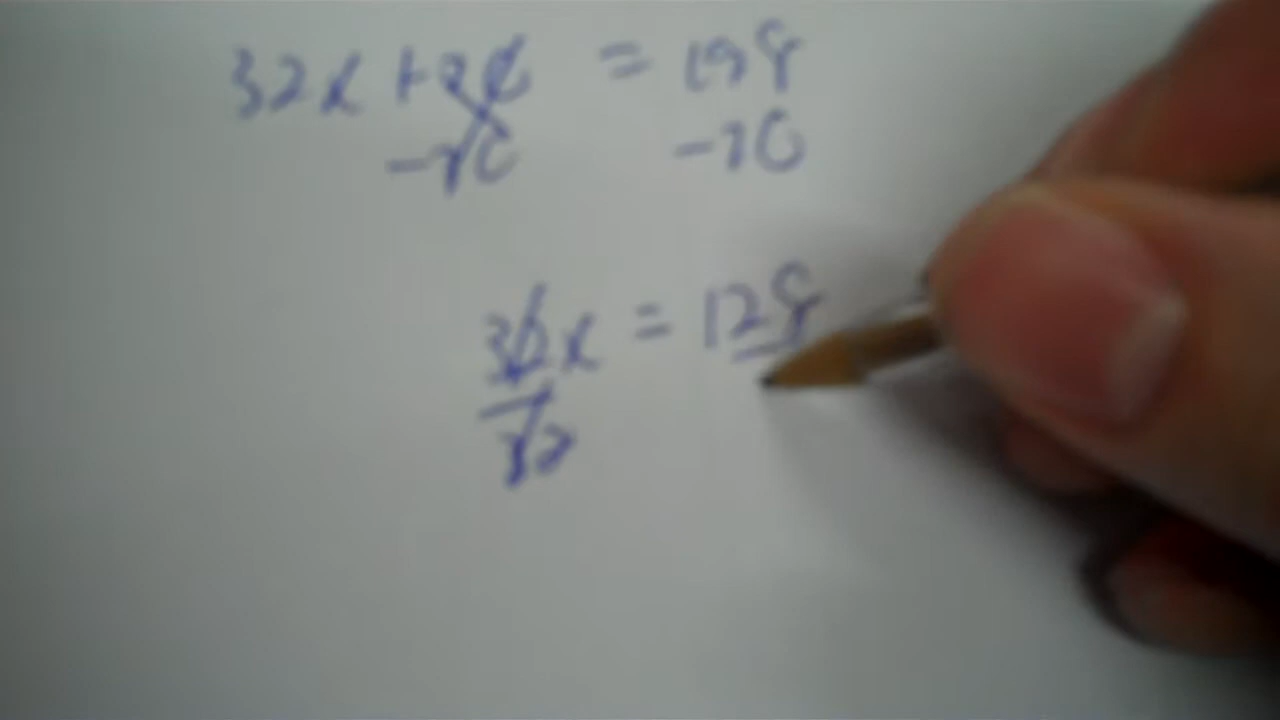 32x +70 = 198
-70 -70
32x = 128
32